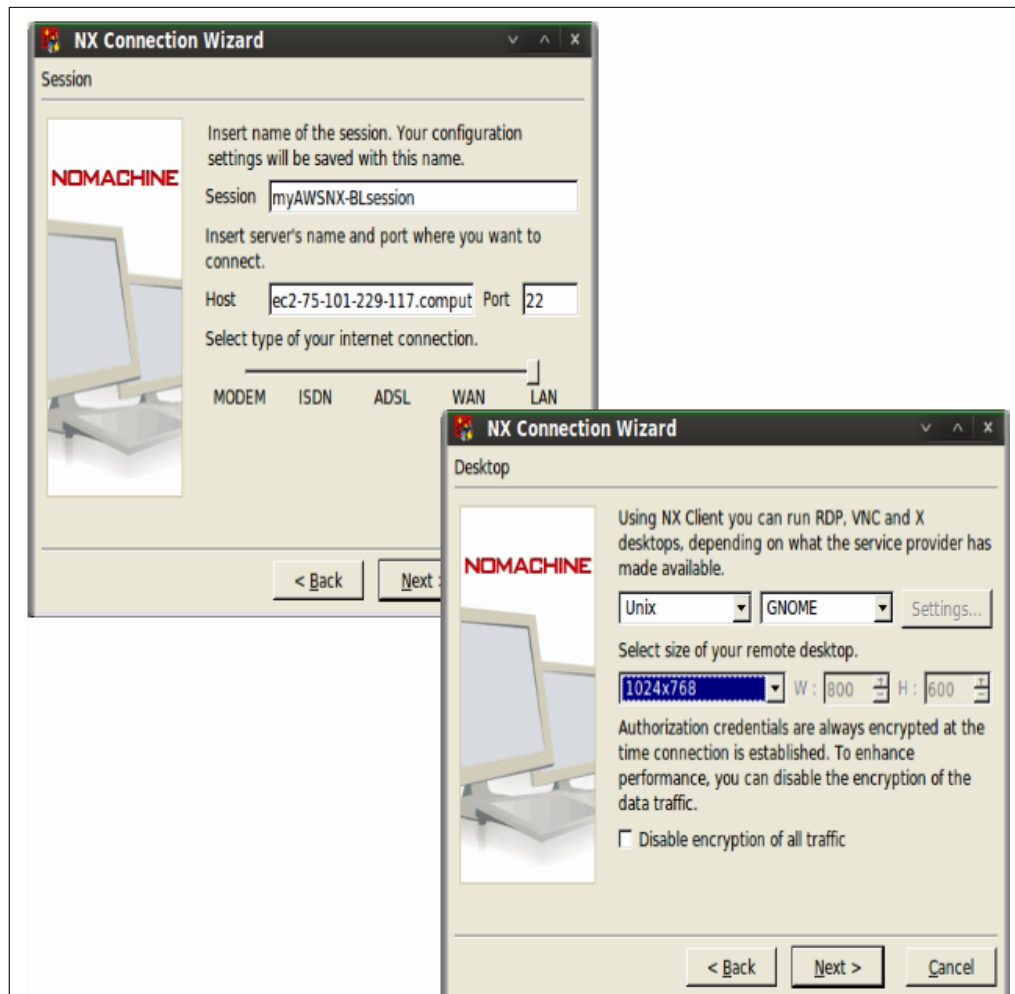 NX Connection Wizard
Session
NOMACHINE
Insert name of the session. Your configuration
settings will be saved with this name.
Session myAWSNX-BLsession
Insert server's name and port where you want to
connect.
Host ec2-75-101-229-117.comput Port 22
Select type of your internet connection.
MODEM ISDN ADSL WAN LAN
< Back Next >
NX Connection Wizard
Desktop
NOMACHINE
Using NX Client you can run RDP, VNC and X
desktops, depending on what the service provider has
made available.
Unix GNOME Settings...
Select size of your remote desktop.
1024x768 W : 800 H : 600
Authorization credentials are always encrypted at the
time connection is established. To enhance
performance, you can disable the encryption of the
data traffic.
Disable encryption of all traffic
< Back Next > Cancel